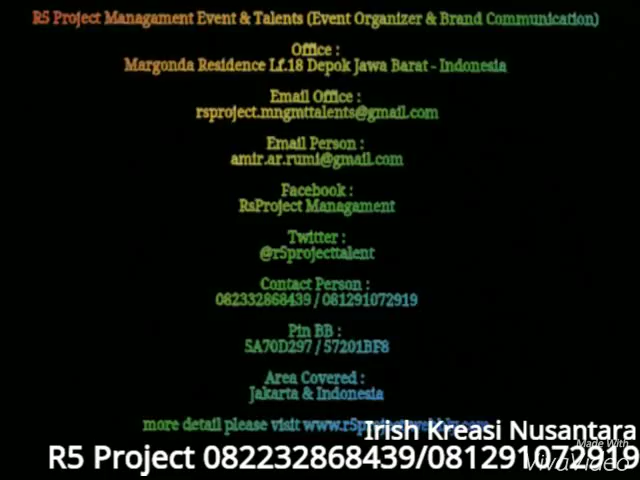 R5 Project Managament Event & Talents (Event Organizer & Brand Communication)
Office :
Margonda Residence Lf.18 Depok Jawa Barat - Indonesia
Email Office :
rsproject.mngmttalents@gmail.com
Email Person :
amir.ar.rumi@gmail.com
Facebook :
RsProject Managament
Twitter :
@r5projecttalent
Contact Person :
082332868439 / 081291072919
Pin BB :
5A70D297 / 57201BF8
Area Covered :
Jakarta & Indonesia
more detail please visit
Irish Kreasi Nusantara
Made With
R5 Project 082232868439/081291072919
VivaVideo